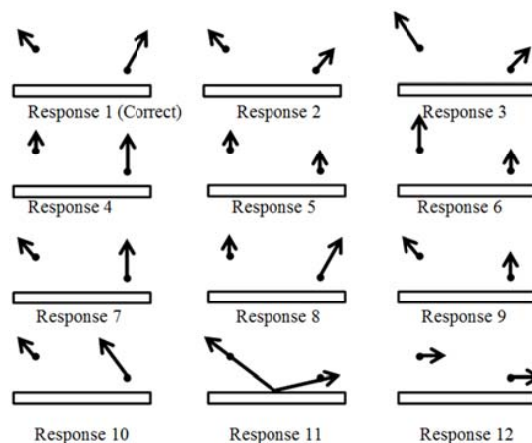 Response 1 (Correct)
Response 2
Response 3
Response 4
Response 5
Response 6
Response 7
Response 8
Response 9
Response 10
Response 11
Response 12